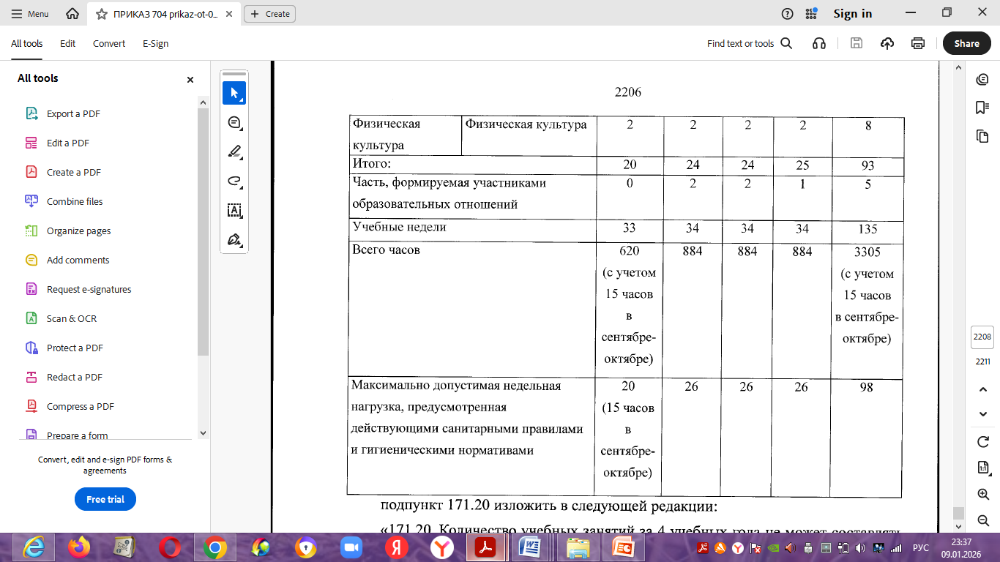 Menu
ПРИКАЗ 704 prikaz-ot-0...
Create
Sign in
All tools
Edit
Convert
E-Sign
Find text or tools
Share
All tools
Export a PDF
Edit a PDF
Create a PDF
Combine files
Organize pages
Add comments
Request e-signatures
Scan & OCR
Protect a PDF
Redact a PDF
Compress a PDF
Prepare a form
Convert, edit and e-sign PDF forms &
agreements
Free trial
2206
Физическая Физическая культура 2 2 2 2 8
культура
Итого: 20 24 24 25 93
Часть, формируемая участниками 0 2 2 1 5
образовательных отношений
Учебные недели 33 34 34 34 135
Всего часов 620 884 884 884 3305
(с учетом (с учетом
15 часов 15 часов
в в сентябре-
сентябре- октябре)
октябре)
Максимально допустимая недельная 20 26 26 26 98
нагрузка, предусмотренная (15 часов
действующими санитарными правилами в
и гигиеническими нормативами сентябре-
октябре)
подпункт 171.20 изложить в следующей редакции:
«171.20. Количество учебных занятий за 4 учебных года не может составлять
2208
2211
1:1
РУС
23:37
09.01.2026